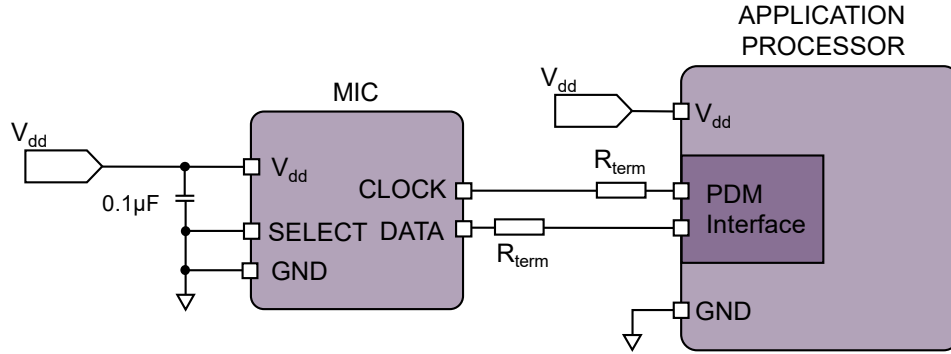 APPLICATION
PROCESSOR
MIC
Vdd
Vdd
Vdd
Vdd
Rterm
CLOCK
PDM
Interface
0.1µF
SELECT
DATA
Rterm
GND
GND